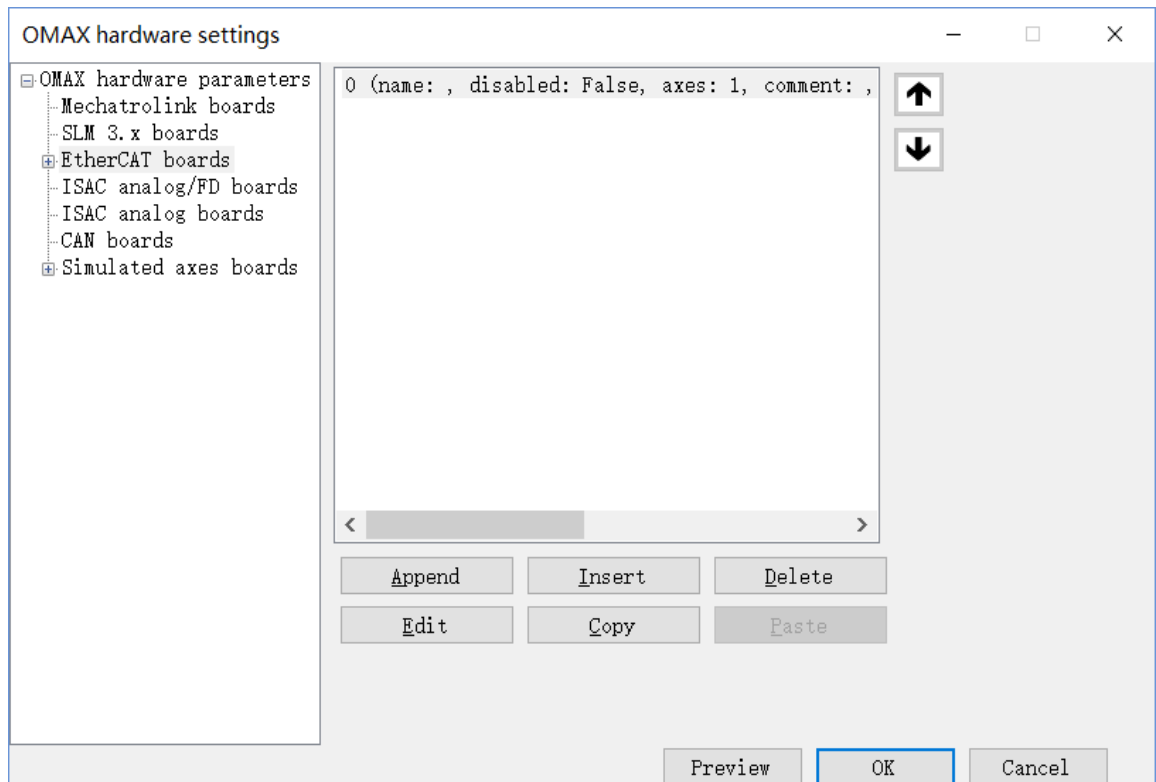 OMAX hardware settings
OMAX hardware parameters
Mechatrolink boards
SLM 3.x boards
EtherCAT boards
ISAC analog/FD boards
ISAC analog boards
CAN boards
Simulated axes boards
0 (name: , disabled: False, axes: 1, comment: ,
Append Insert Delete
Edit Copy Paste
Preview OK Cancel